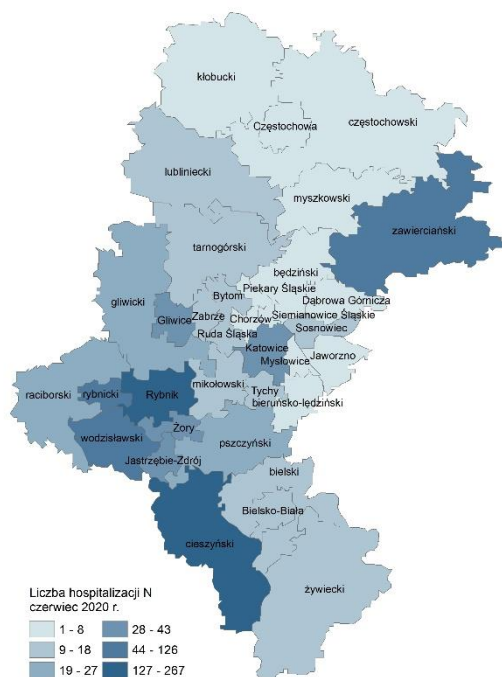 kłobucki
Częstochowa
częstochowski
lubliniecki
myszkowski
zawierciański
tarnogórski
będziński
Piekary Śląskie
gliwicki
Bytom
Dąbrowa Górnicza
Gliwice
Zabrze
Chorzów
Siemianowice Śląskie
Ruda Śląska
Sosnowiec
Katowice
Mysłowice
Jaworzno
raciborski
rybnicki
Rybnik
mikołowski
Tychy
bieruńsko-lędziński
wodzisławski
Żory
pszczyński
Jastrzębie-Zdrój
bielski
Bielsko-Biała
cieszyński
żywiecki
Liczba hospitalizacji N
czerwiec 2020 r.
1 - 8
28 - 43
9 - 18
44 - 126
19 - 27
127 - 267